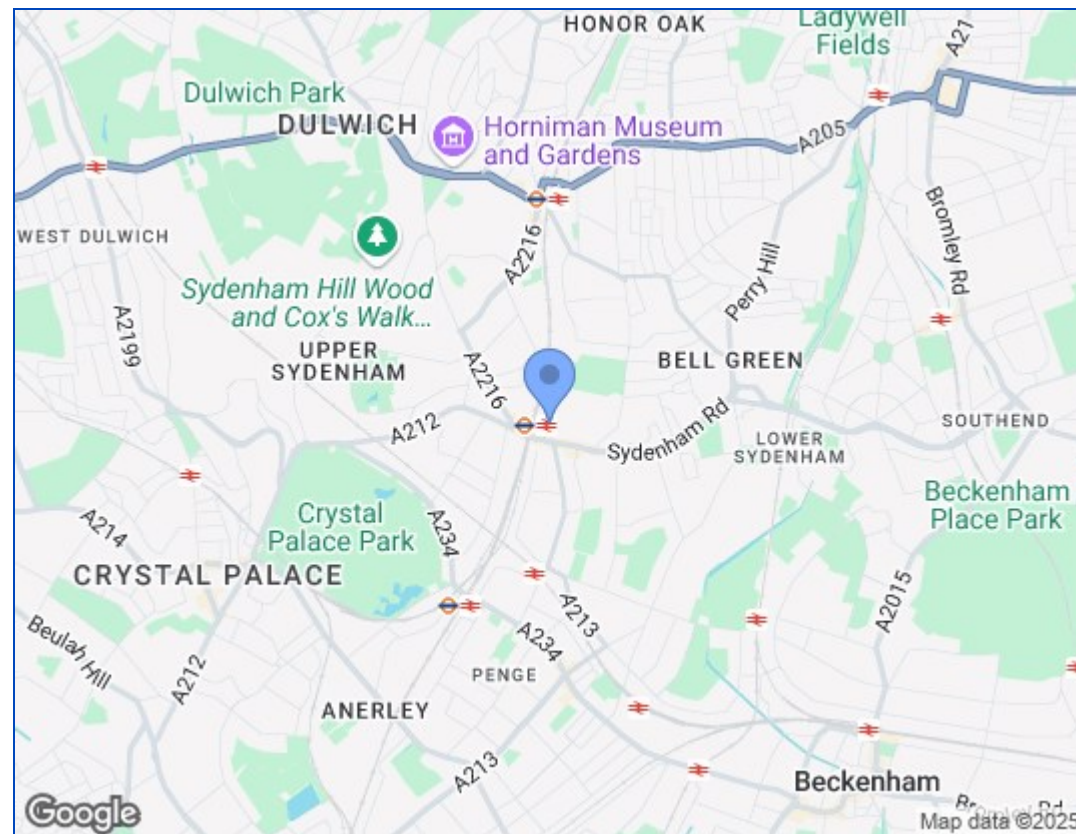 HONOR OAK
Ladywell
Fields
A21
Dulwich Park
DULWICH
Horniman Museum
and Gardens
A205
WEST DULWICH
A2216
Bromley Rd
Perry Hill
Sydenham Hill Wood
and Cox's Walk...
A2199
UPPER
SYDENHAM
A2216
BELL GREEN
A212
Sydenham Rd
SOUTHEND
LOWER
SYDENHAM
Crystal
Palace Park
Beckenham
Place Park
A214
A234
CRYSTAL PALACE
A2015
A213
Beulah Hill
A234
A212
PENGE
ANERLEY
A213
Beckenham
Google
Map data ©2025